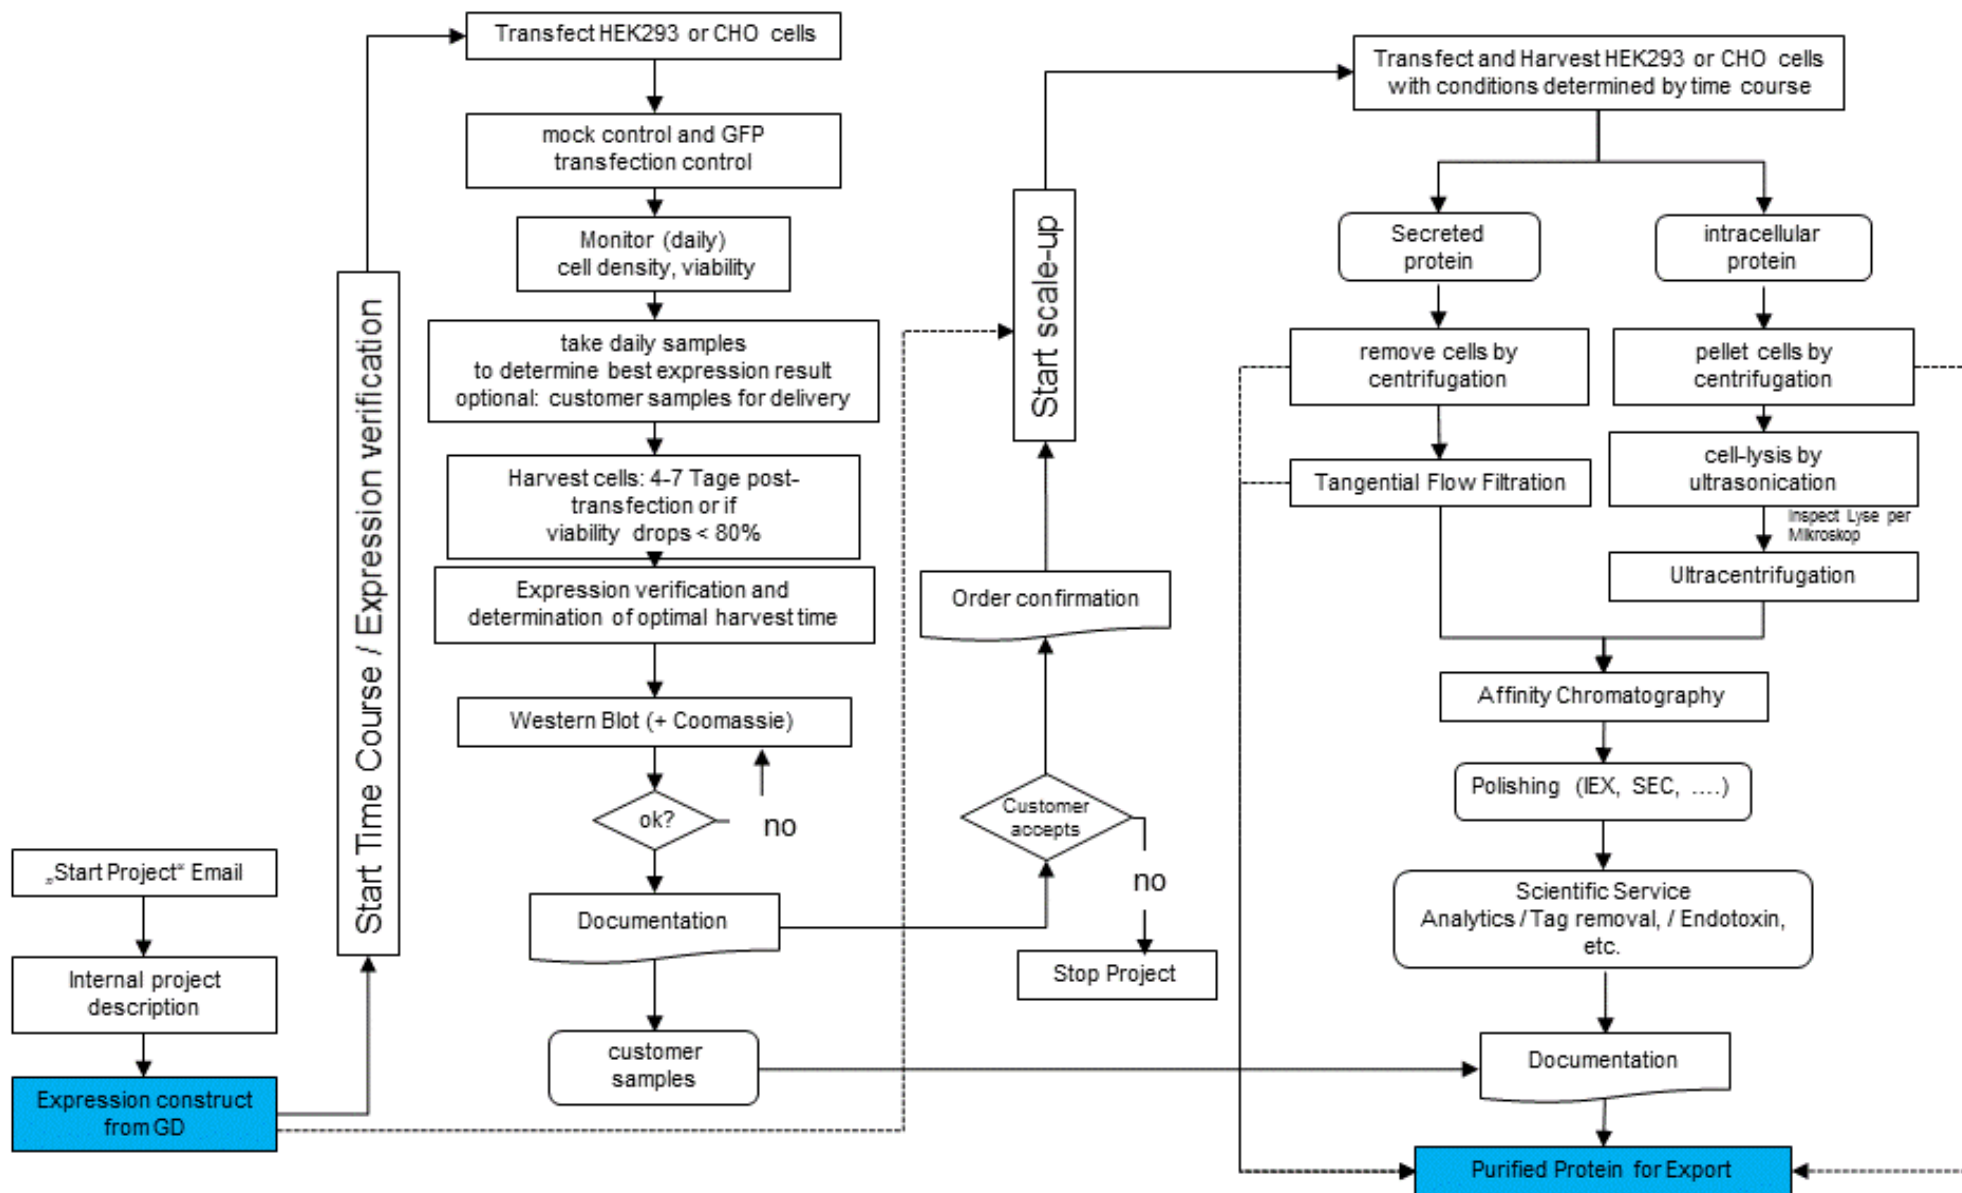 „Start Project“ Email
Internal project
description
Expression construct
from GD
Start Time Course / Expression verification
Transfect HEK293 or CHO cells
mock control and GFP
transfection control
Monitor (daily)
cell density, viability
take daily samples
to determine best expression result
optional: customer samples for delivery
Harvest cells: 4-7 Tage post-
transfection or if
viability drops < 80%
Expression verification and
determination of optimal harvest time
Western Blot (+ Coomassie)
ok?
no
Documentation
customer
samples
Customer
accepts
no
Stop Project
Order confirmation
Start scale-up
Transfect and Harvest HEK293 or CHO cells
with conditions determined by time course
Secreted
protein
remove cells by
centrifugation
Tangential Flow Filtration
intracellular
protein
pellet cells by
centrifugation
cell-lysis by
ultrasonication
Inspect Lyse per
Mikroskop
Ultracentrifugation
Affinity Chromatography
Polishing (IEX, SEC, ....)
Scientific Service
Analytics / Tag removal, / Endotoxin,
etc.
Documentation
Purified Protein for Export